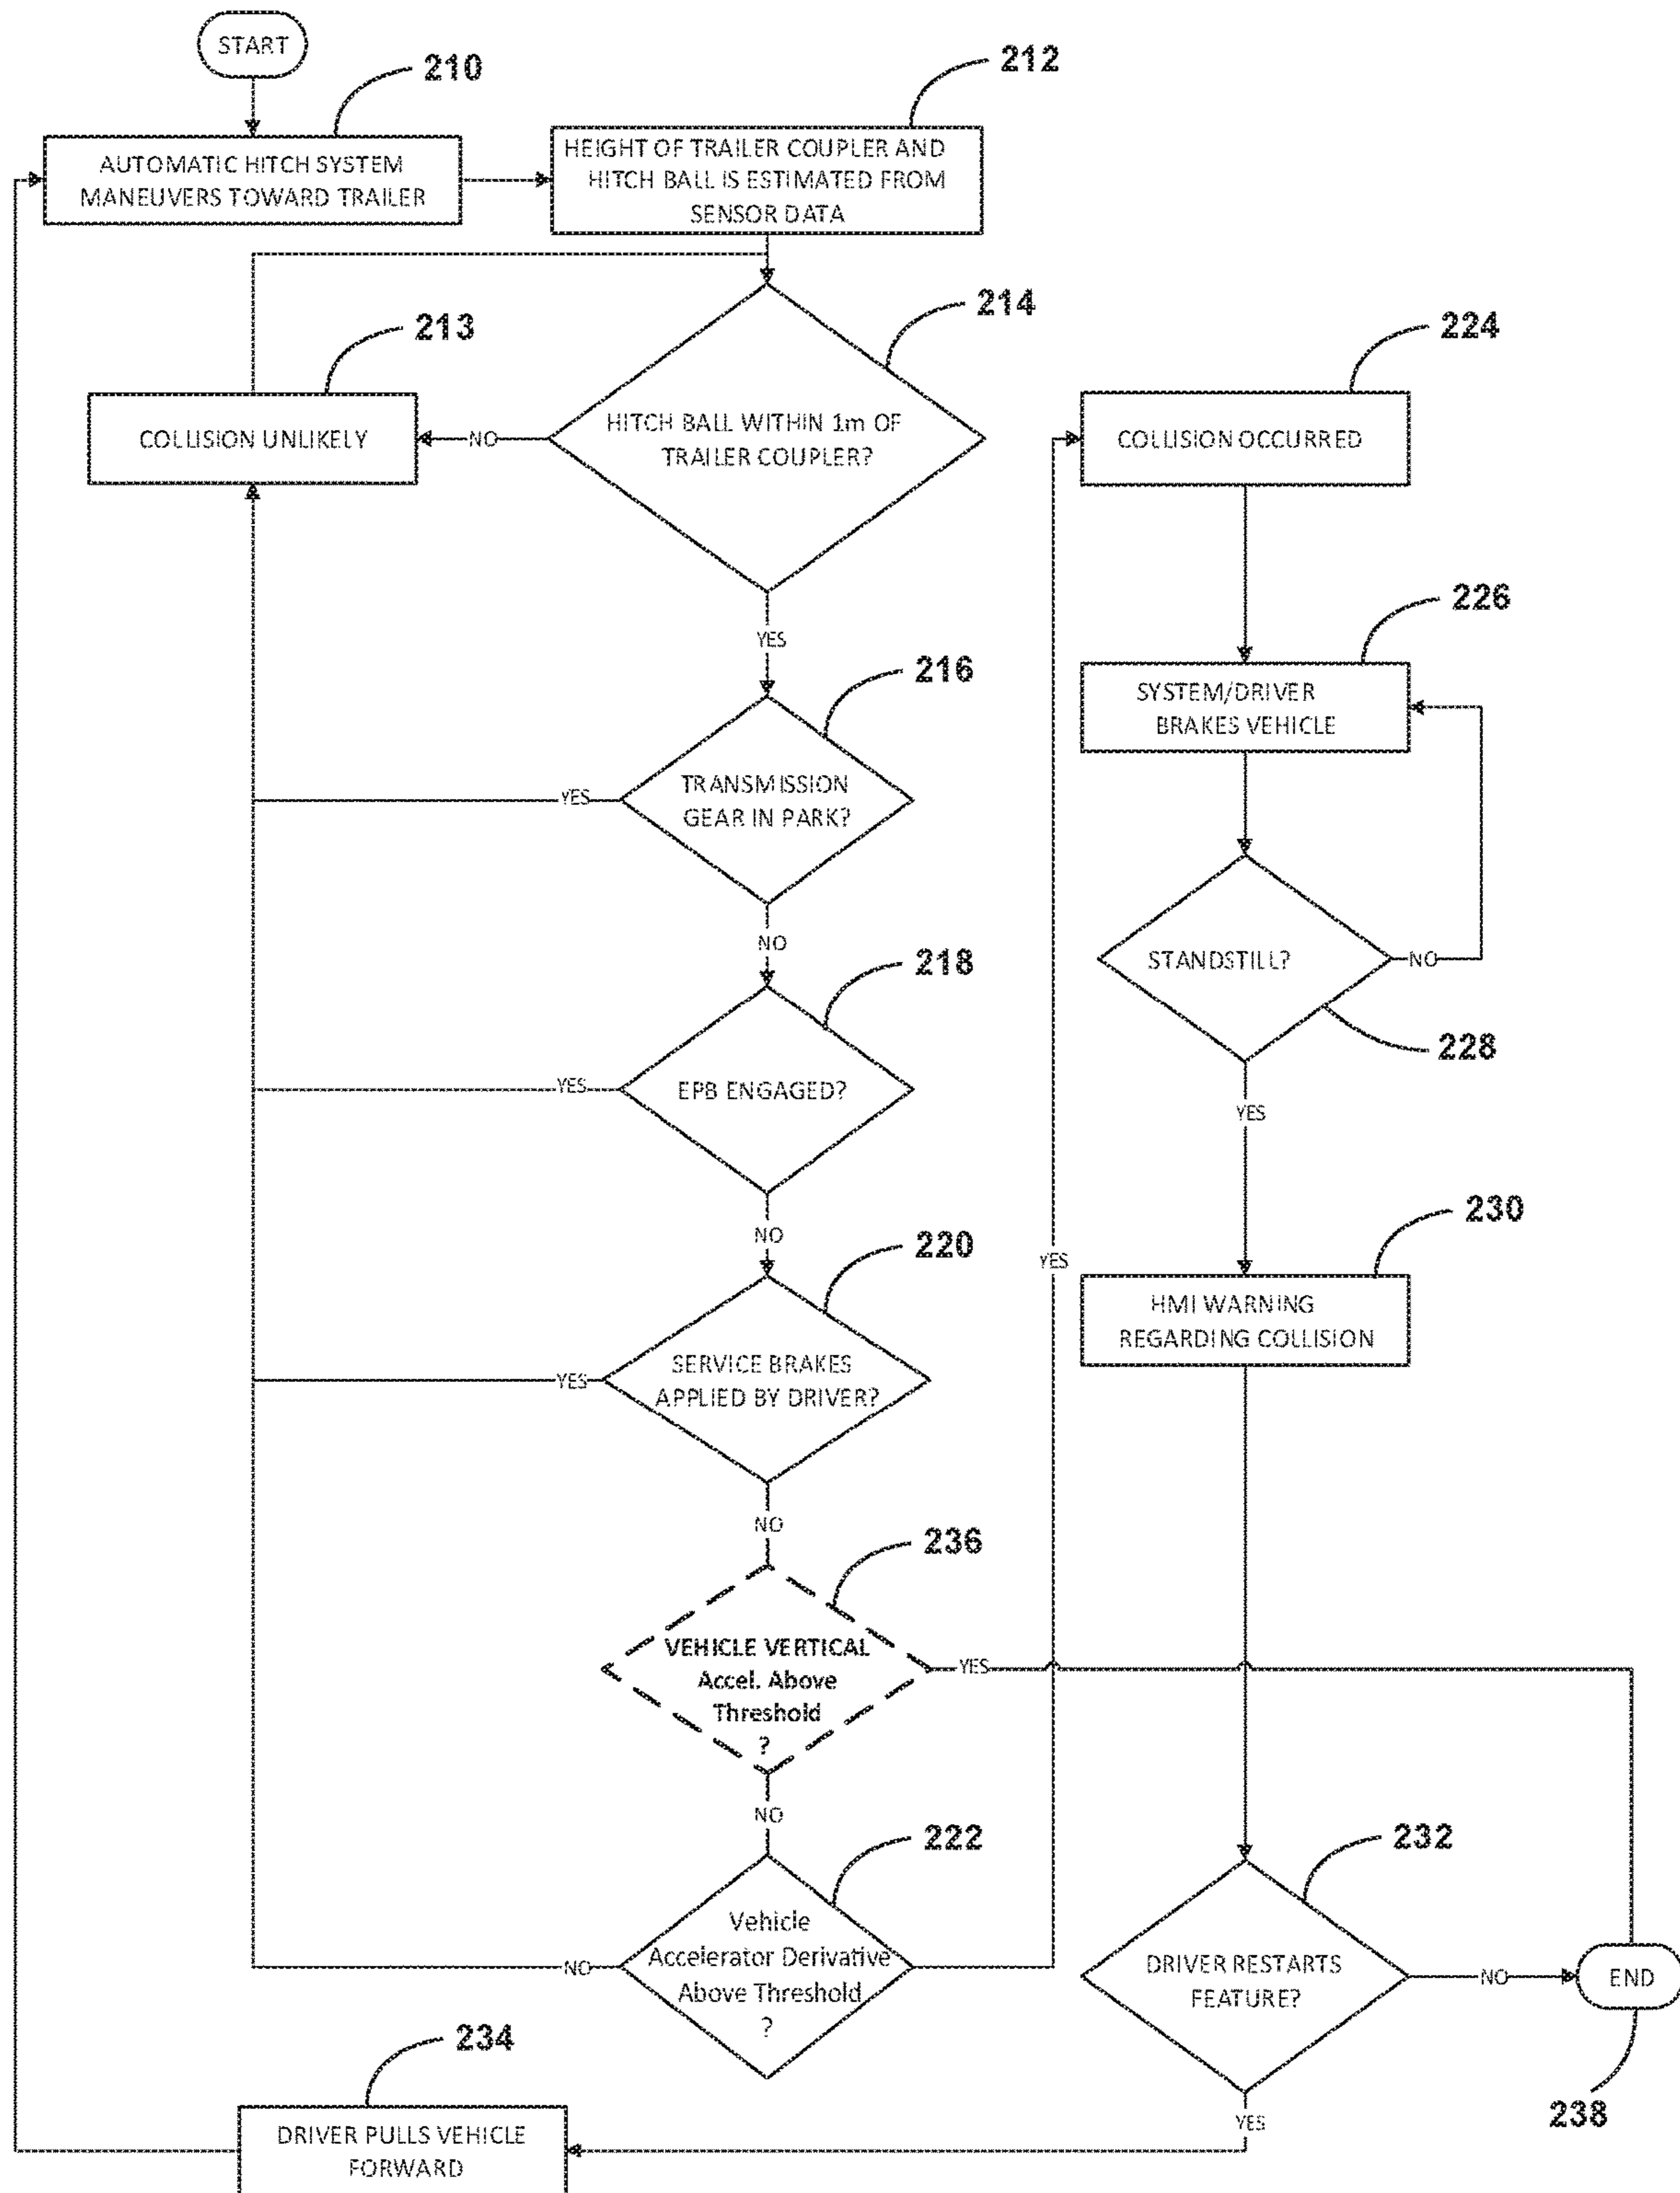 START
210
AUTOMATIC HITCH SYSTEM
MANEUVERS TOWARD TRAILER
212
HEIGHT OF TRAILER COUPLER AND
HITCH BALL IS ESTIMATED FROM
SENSOR DATA
213
COLLISION UNLIKELY
NO
214
HITCH BALL WITHIN 1m OF
TRAILER COUPLER?
YES
216
TRANSMISSION
GEAR IN PARK?
YES
NO
218
EPB ENGAGED?
YES
NO
220
SERVICE BRAKES
APPLIED BY DRIVER?
YES
NO
236
VEHICLE VERTICAL
Accel. Above
Threshold
?
YES
NO
222
Vehicle
Accelerator Derivative
Above Threshold
?
NO
YES
224
COLLISION OCCURRED
226
SYSTEM/DRIVER
BRAKES VEHICLE
STANDSTILL?
NO
228
YES
230
HMI WARNING
REGARDING COLLISION
232
DRIVER RESTARTS
FEATURE?
NO
END
238
YES
234
DRIVER PULLS VEHICLE
FORWARD